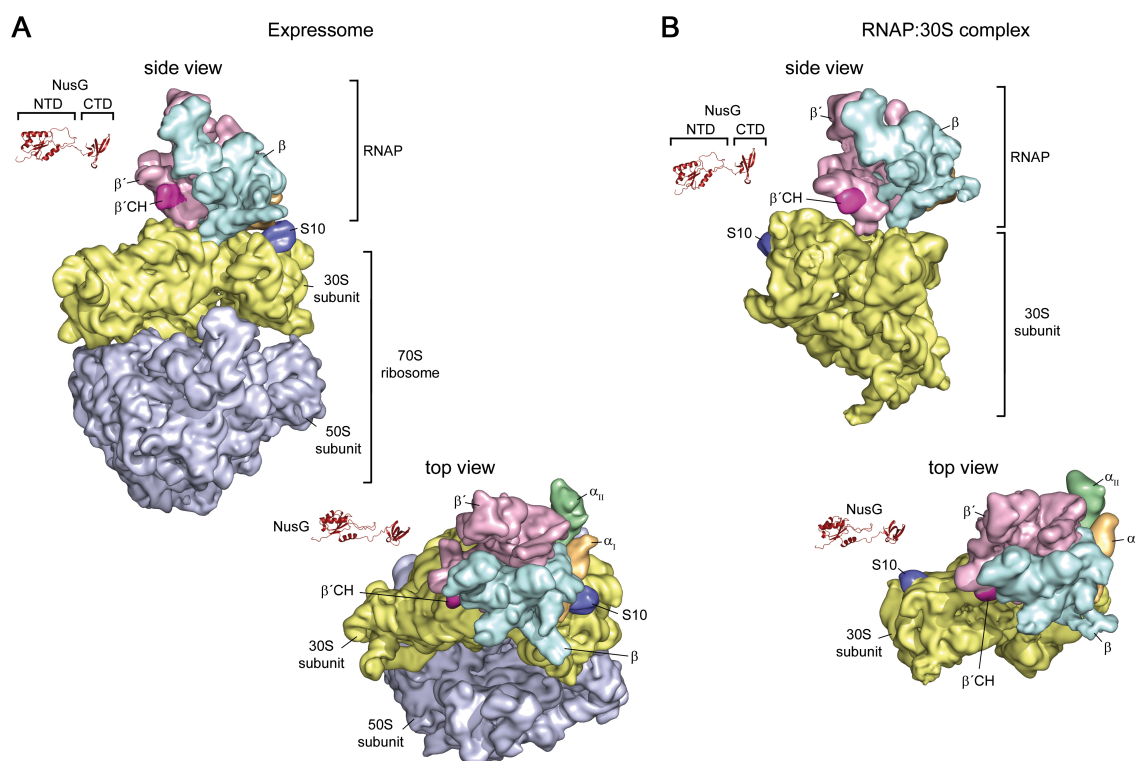 A
Expressome
side view
NusG
NTD CTD
β
β´
β´CH
RNAP
S10
30S
subunit
70S
ribosome
50S
subunit
top view
β´
αII
NusG
αI
β´CH
S10
30S
subunit
β
50S
subunit
B
RNAP:30S complex
side view
NusG
NTD CTD
β´
β
RNAP
β´CH
S10
30S
subunit
top view
αII
β´
NusG
α
S10
30S
subunit
β
β´CH